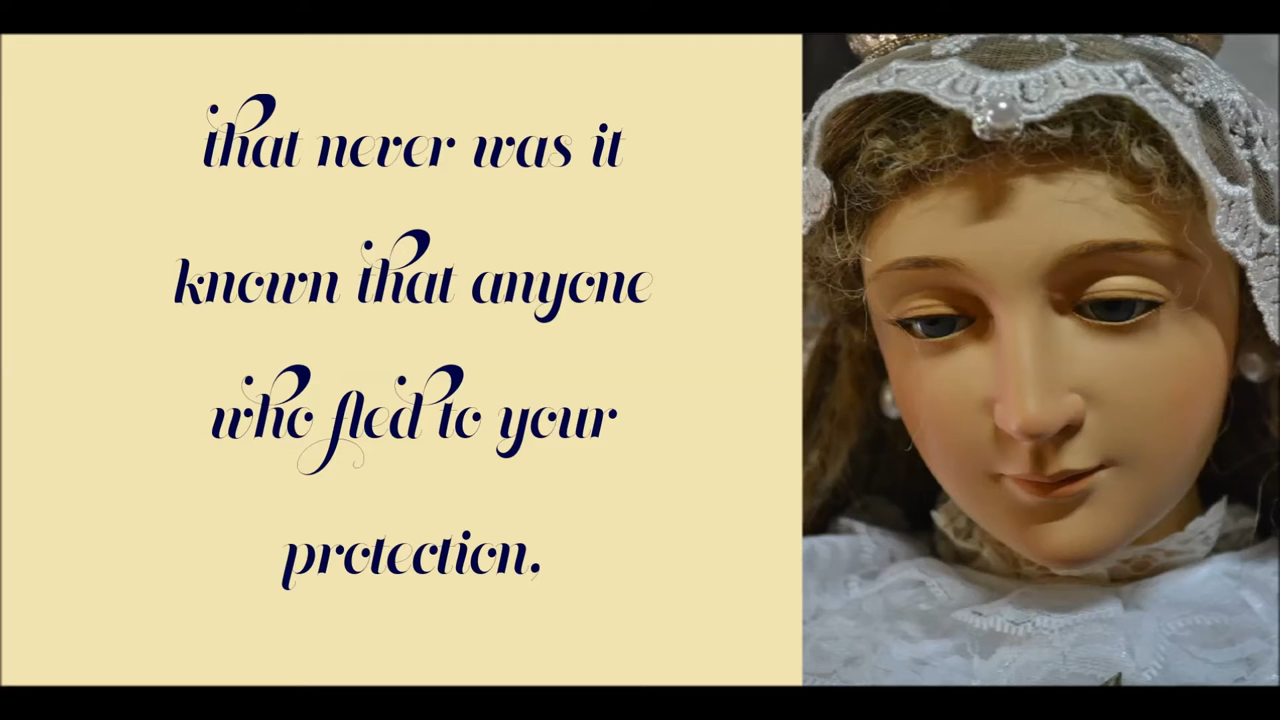 that never was it
known that anyone
who fled to your
protection,